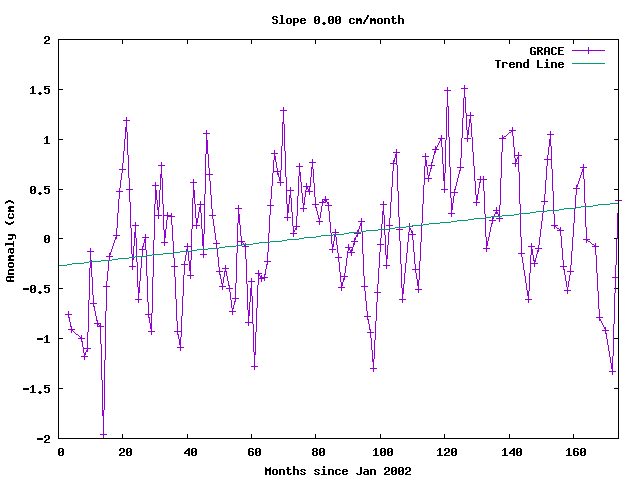 Slope 0.00 cm/month
GRACE
Trend Line
2
1.5
1
0.5
0
-0.5
-1
-1.5
-2
Anomaly (cm)
0 20 40 60 80 100 120 140 160
Months since Jan 2002